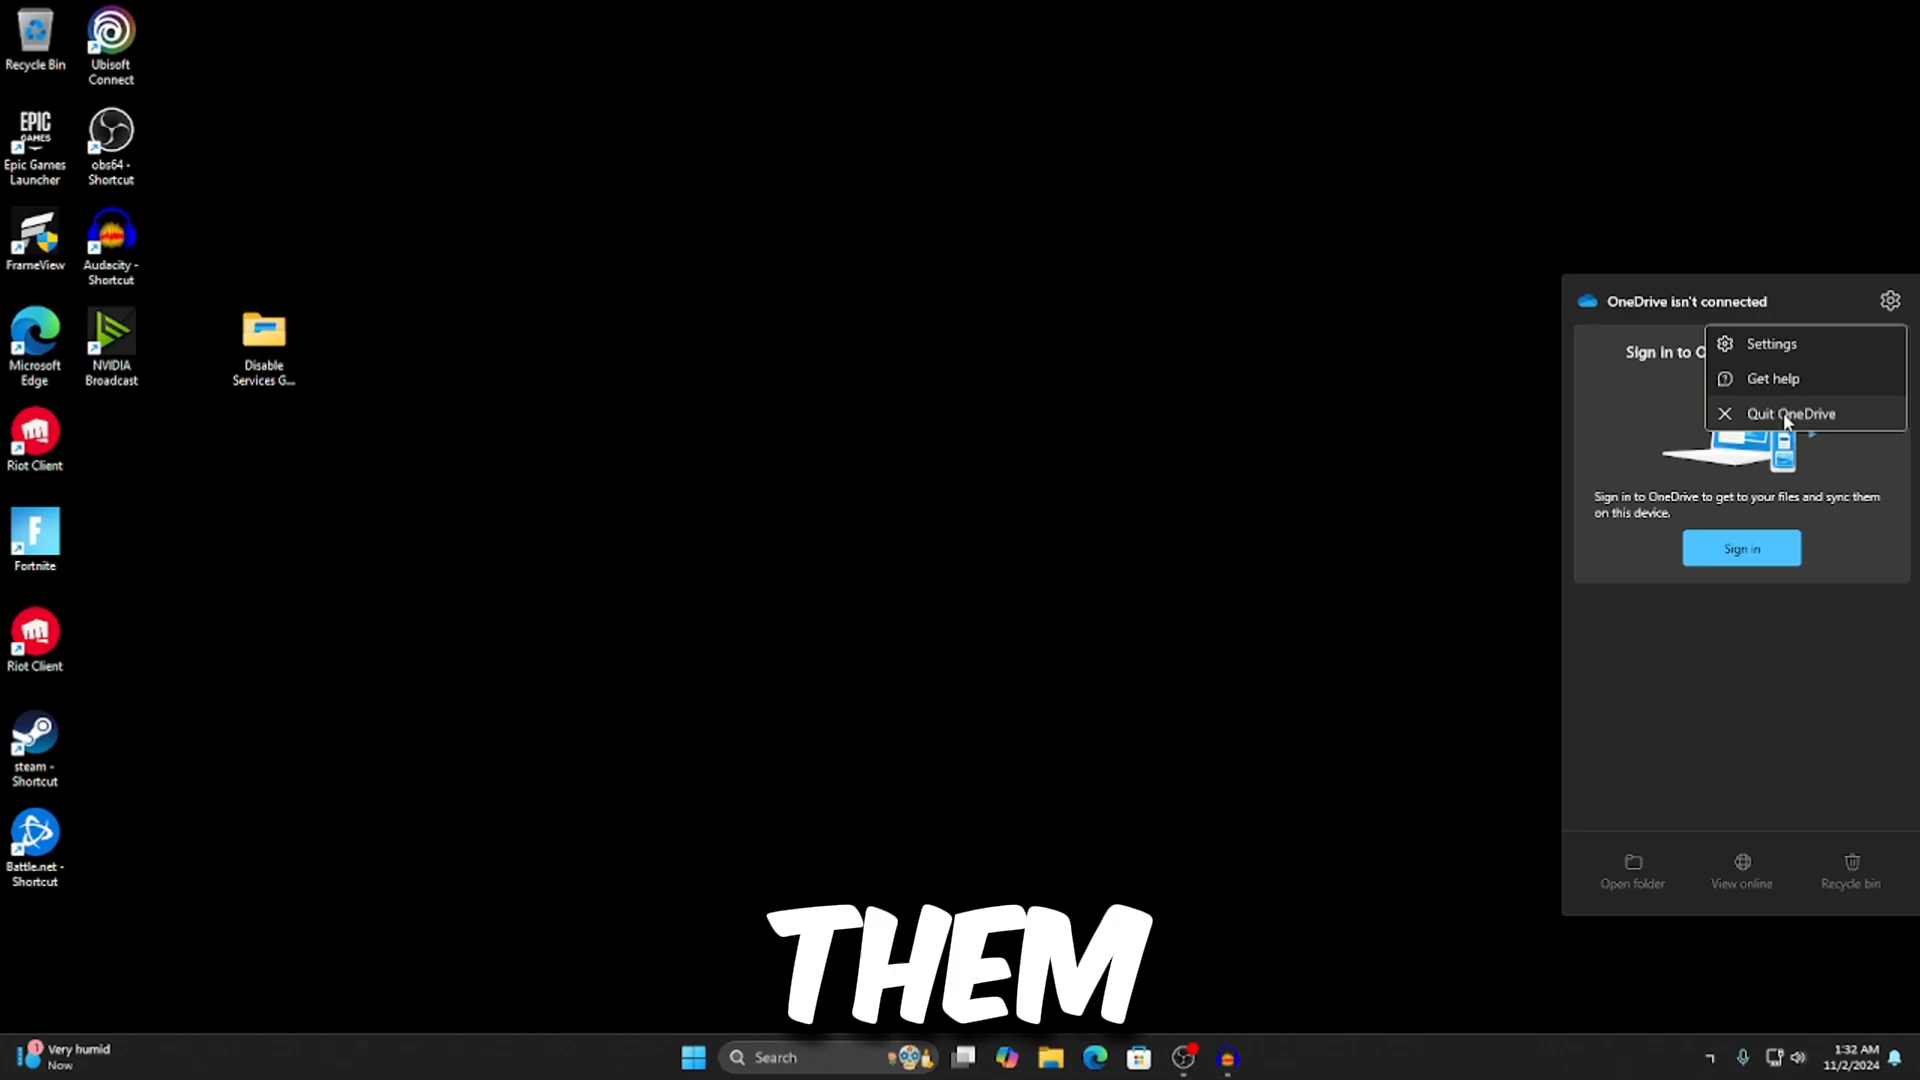 Recycle Bin
Ubisoft
Connect
EPIC
GAMES
Epic Games
Launcher
obs64 -
Shortcut
FrameView
Audacity -
Shortcut
Microsoft
Edge
NVIDIA
Broadcast
Disable
Services G...
Riot Client
F
Fortnite
Riot Client
steam -
Shortcut
Battle.net -
Shortcut
OneDrive isn't connected
Sign in to O
Settings
Get help
Quit OneDrive
Sign in to OneDrive to get to your files and sync them
on this device.
Sign in
Open folder
View online
Recycle bin
THEM
1
Very humid
Now
Search
1:32 AM
11/2/2024